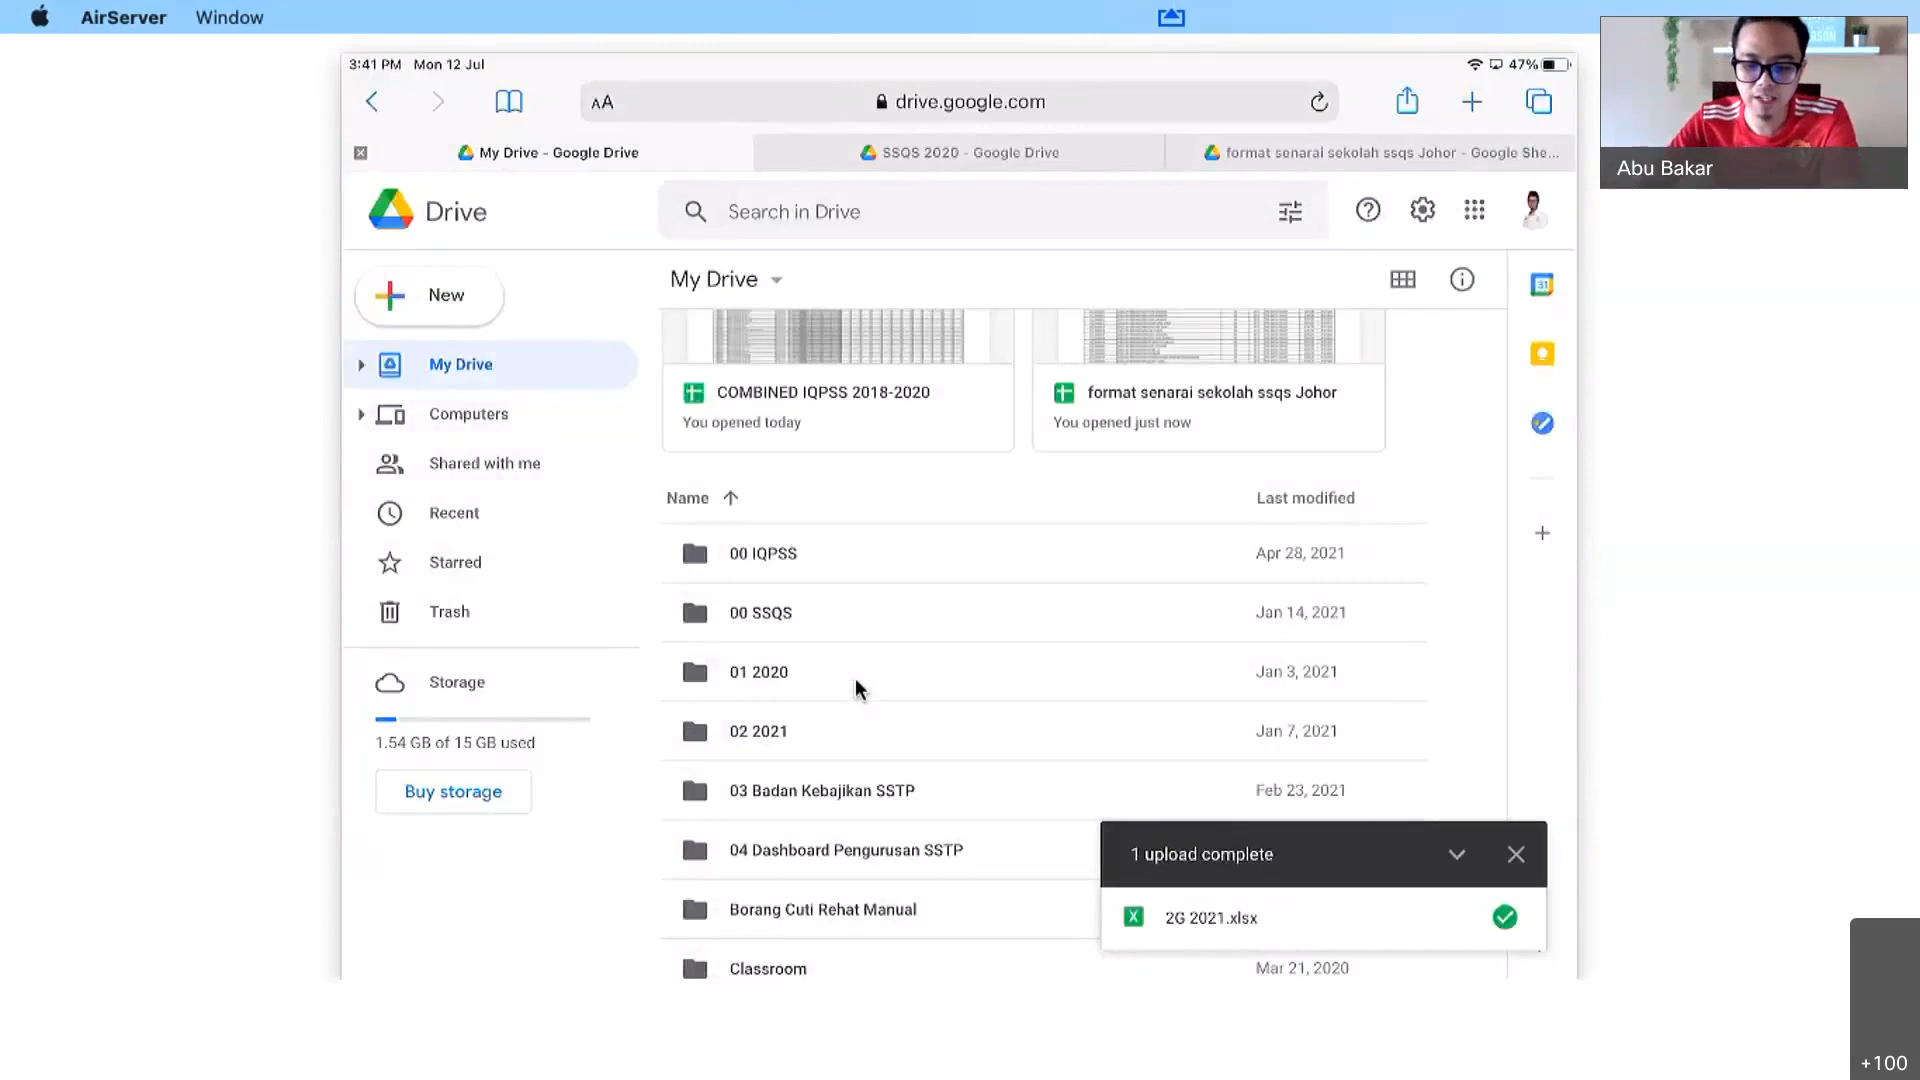 AirServer Window
3:41 PM Mon 12 Jul
47%
AA
drive.google.com
My Drive - Google Drive
SSQS 2020 - Google Drive
format senarai sekolah ssqs Johor - Google She...
Abu Bakar
Drive
Search in Drive
New
My Drive
Computers
Shared with me
Recent
Starred
Trash
Storage
1.54 GB of 15 GB used
Buy storage
My Drive
COMBINED IQPSS 2018-2020
You opened today
format senarai sekolah ssqs Johor
You opened just now
Name Last modified
00 IQPSS Apr 28, 2021
00 SSQS Jan 14, 2021
01 2020 Jan 3, 2021
02 2021 Jan 7, 2021
03 Badan Kebajikan SSTP Feb 23, 2021
04 Dashboard Pengurusan SSTP
Borang Cuti Rehat Manual
Classroom Mar 21, 2020
1 upload complete
X 2G 2021.xlsx
31
+100